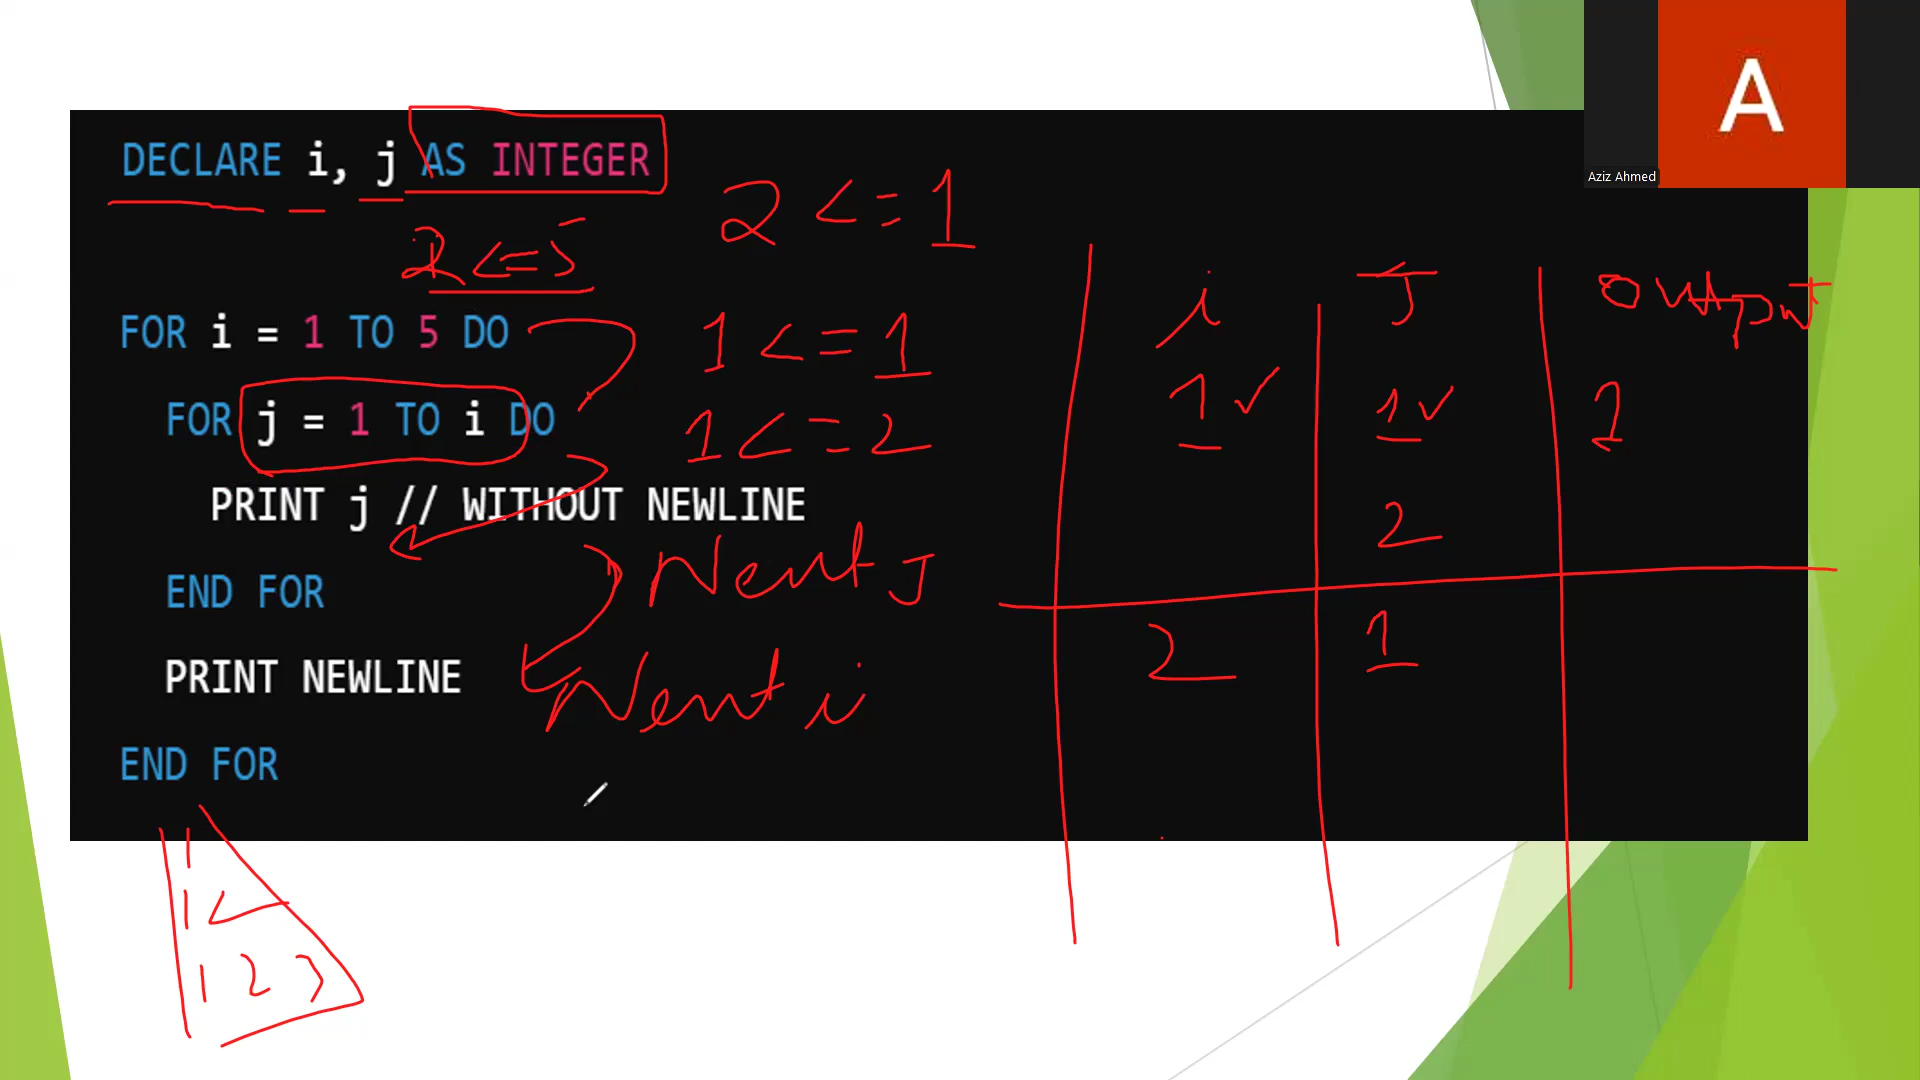 A
Aziz Ahmed
DECLARE i, j AS INTEGER
2 <= 1
2 <= 5
i J output
FOR i = 1 TO 5 DO
1 <= 1
1 ✓ 1 ✓ 1
FOR j = 1 TO i DO
1 <= 2
PRINT j // WITHOUT NEWLINE
2
Next J
END FOR
2 1
PRINT NEWLINE
Next i
END FOR
1
1 2
1 2 3